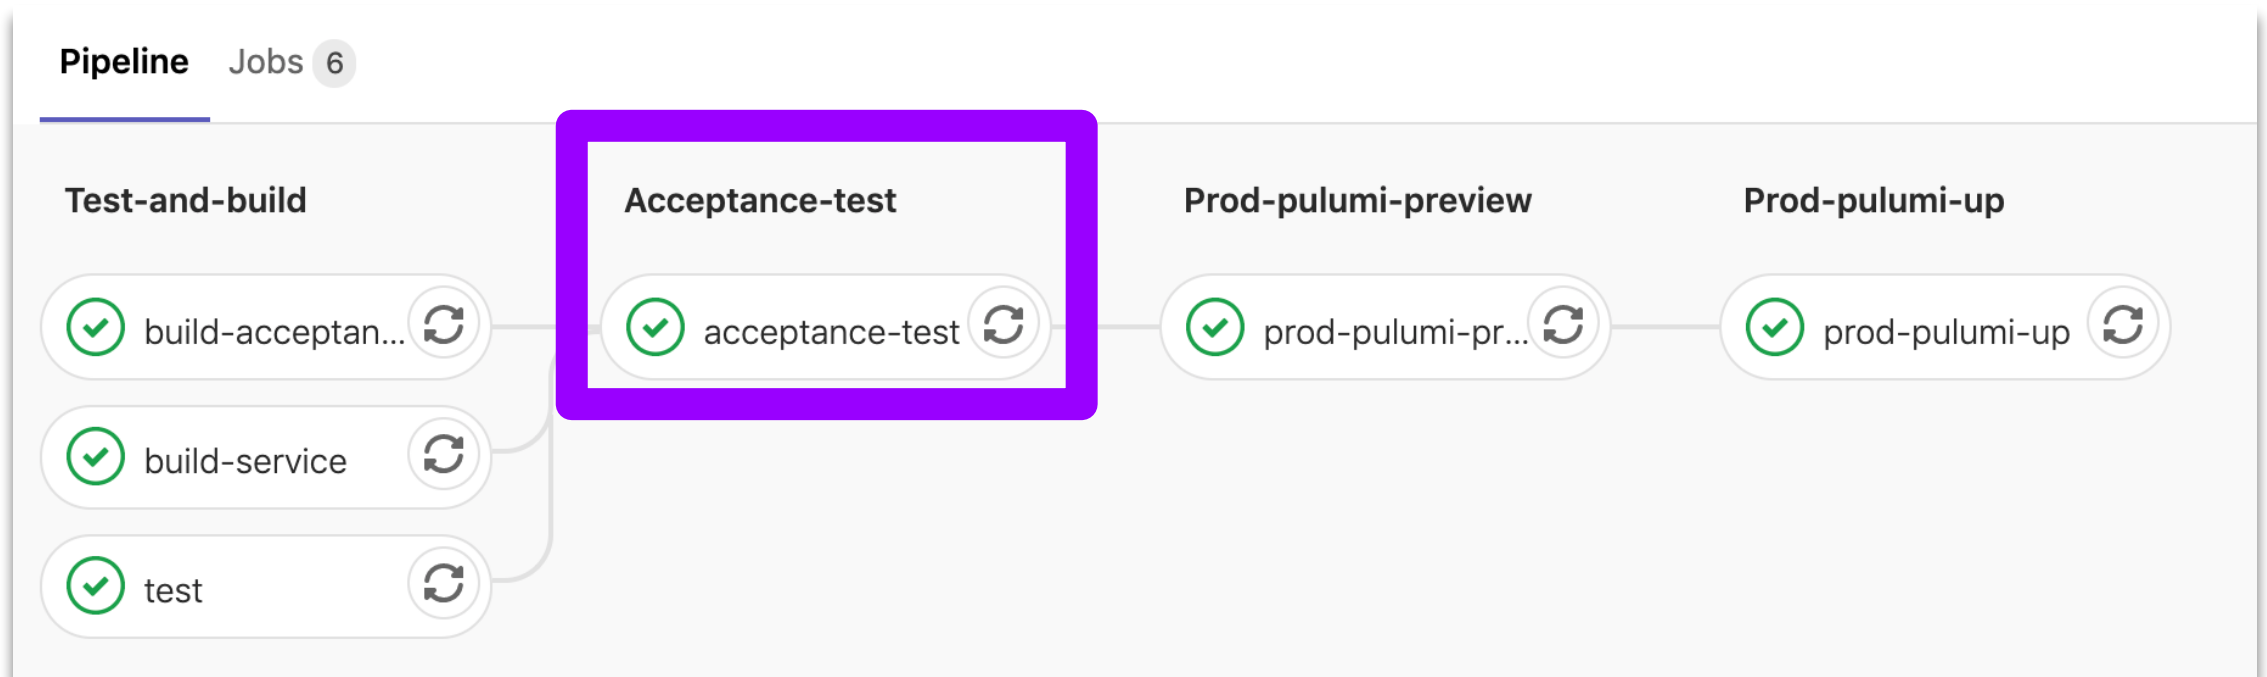 Pipeline Jobs 6
Test-and-build Acceptance-test Prod-pulumi-preview Prod-pulumi-up
build-acceptan... acceptance-test prod-pulumi-pr... prod-pulumi-up
build-service
test